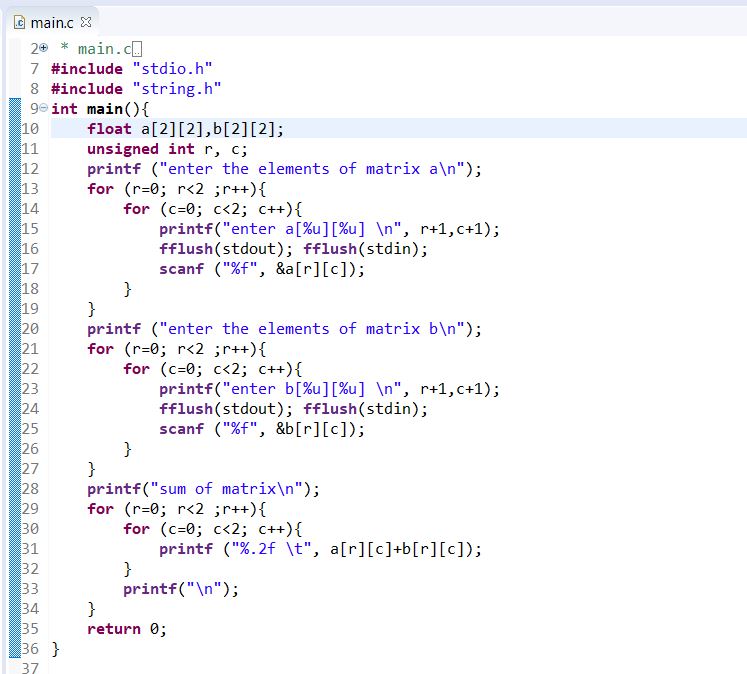 main.c
2 * main.c
7 #include "stdio.h"
8 #include "string.h"
9 int main(){
10     float a[2][2],b[2][2];
11     unsigned int r, c;
12     printf ("enter the elements of matrix a\n");
13     for (r=0; r<2 ;r++){
14         for (c=0; c<2; c++){
15             printf("enter a[%u][%u] \n", r+1,c+1);
16             fflush(stdout); fflush(stdin);
17             scanf ("%f", &a[r][c]);
18         }
19     }
20     printf ("enter the elements of matrix b\n");
21     for (r=0; r<2 ;r++){
22         for (c=0; c<2; c++){
23             printf("enter b[%u][%u] \n", r+1,c+1);
24             fflush(stdout); fflush(stdin);
25             scanf ("%f", &b[r][c]);
26         }
27     }
28     printf("sum of matrix\n");
29     for (r=0; r<2 ;r++){
30         for (c=0; c<2; c++){
31             printf ("%.2f \t", a[r][c]+b[r][c]);
32         }
33         printf("\n");
34     }
35     return 0;
36 }
37